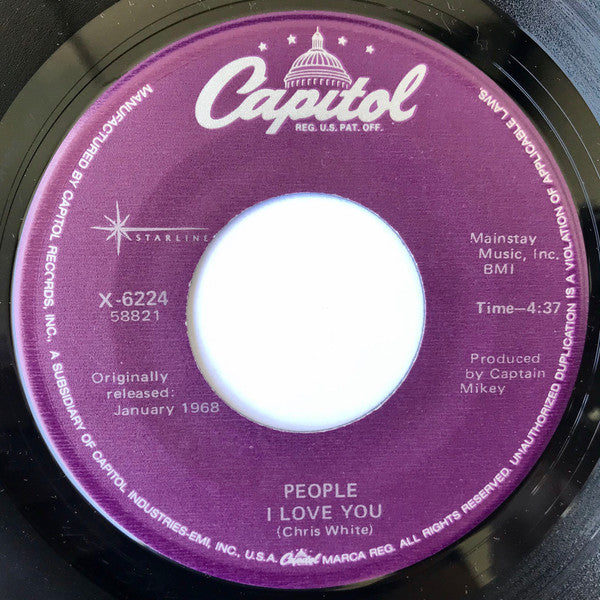 Capitol
REG. U.S. PAT. OFF.
STARLINE
X-6224
58821
Mainstay
Music, Inc.
BMI
Time—4:37
Originally
released:
January 1968
Produced
by Captain
Mikey
PEOPLE
I LOVE YOU
(Chris White)
MANUFACTURED BY CAPITOL RECORDS, INC., A SUBSIDIARY OF CAPITOL INDUSTRIES-EMI, INC., U.S.A. Capitol MARCA REG. ALL RIGHTS RESERVED. UNAUTHORIZED DUPLICATION IS A VIOLATION OF APPLICABLE LAWS.